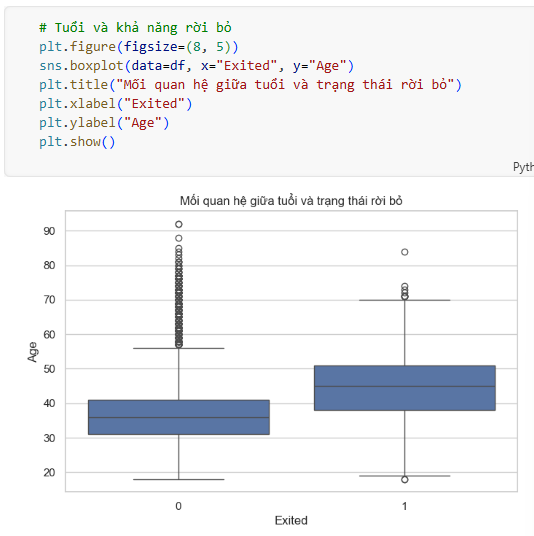 # Tuổi và khả năng rời bỏ
plt.figure(figsize=(8, 5))
sns.boxplot(data=df, x="Exited", y="Age")
plt.title("Mối quan hệ giữa tuổi và trạng thái rời bỏ")
plt.xlabel("Exited")
plt.ylabel("Age")
plt.show()
Pyth
Mối quan hệ giữa tuổi và trạng thái rời bỏ
90
80
70
60
50
40
30
20
Age
0 1
Exited